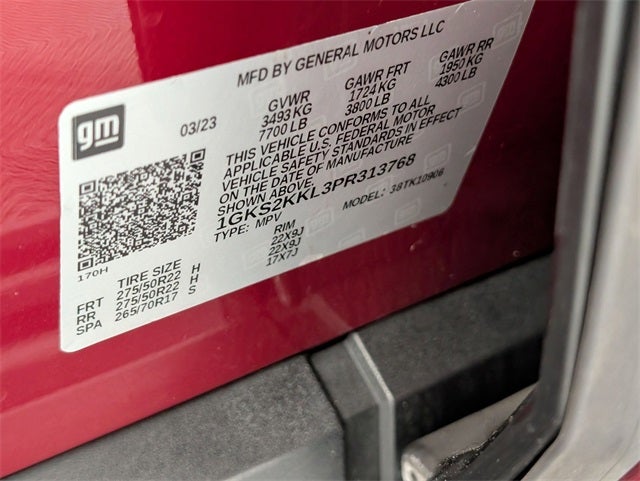 MFD BY GENERAL MOTORS LLC
gm
03/23
GVWR GAWR FRT GAWR RR
3493 KG 1724 KG 1950 KG
7700 LB 3800 LB 4300 LB
THIS VEHICLE CONFORMS TO ALL
APPLICABLE U.S. FEDERAL MOTOR
VEHICLE SAFETY STANDARDS IN EFFECT
ON THE DATE OF MANUFACTURE
SHOWN ABOVE.
1GKS2KKL3PR313768
TYPE: MPV MODEL: 38TK10906
170H
TIRE SIZE RIM
FRT 275/50R22 H 22X9J
RR 275/50R22 H 22X9J
SPA 265/70R17 S 17X7J